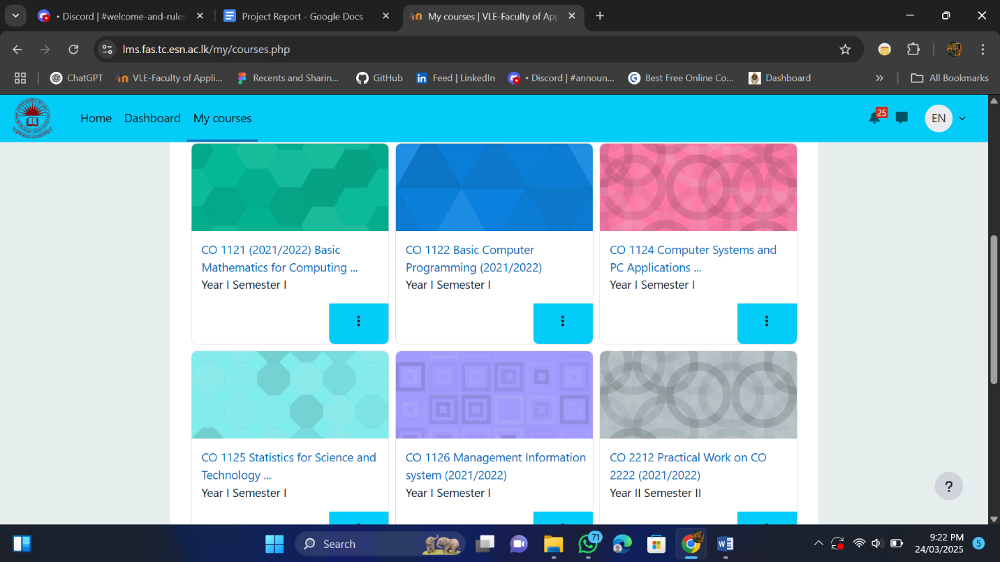 • Discord | #welcome-and-rules
Project Report - Google Docs
My courses | VLE-Faculty of App
lms.fas.tc.esn.ac.lk/my/courses.php
ChatGPT
VLE-Faculty of Appli...
Recents and Sharin...
GitHub
Feed | LinkedIn
• Discord | #announ...
Best Free Online Co...
Dashboard
All Bookmarks
Home
Dashboard
My courses
25
EN
CO 1121 (2021/2022) Basic
Mathematics for Computing ...
Year I Semester I
CO 1122 Basic Computer
Programming (2021/2022)
Year I Semester I
CO 1124 Computer Systems and
PC Applications ...
Year I Semester I
CO 1125 Statistics for Science and
Technology ...
Year I Semester I
CO 1126 Management Information
system (2021/2022)
Year I Semester I
CO 2212 Practical Work on CO
2222 (2021/2022)
Year II Semester II
?
Search
71
9:22 PM
24/03/2025
5